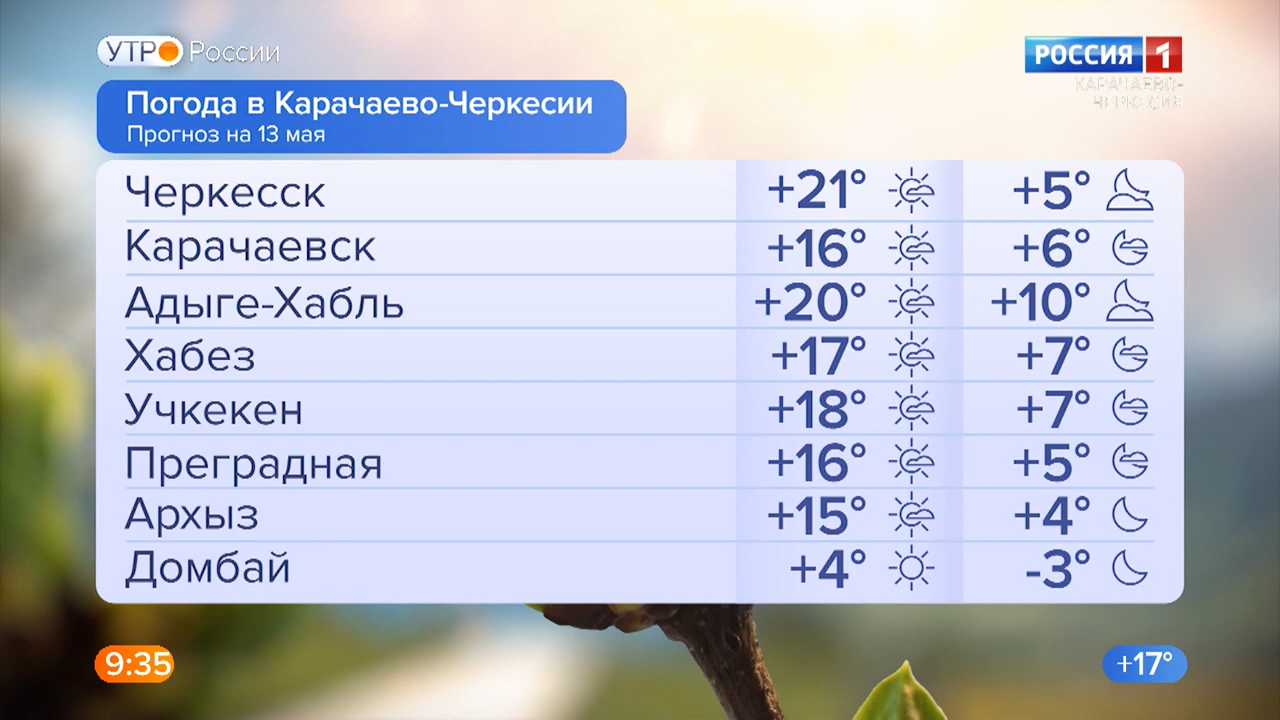 УТРО России
РОССИЯ 1
КАРАЧАЕВО-
ЧЕРКЕСИЯ
Погода в Карачаево-Черкесии
Прогноз на 13 мая
Черкесск +21° +5°
Карачаевск +16° +6°
Адыге-Хабль +20° +10°
Хабез +17° +7°
Учкекен +18° +7°
Преградная +16° +5°
Архыз +15° +4°
Домбай +4° -3°
9:35 +17°